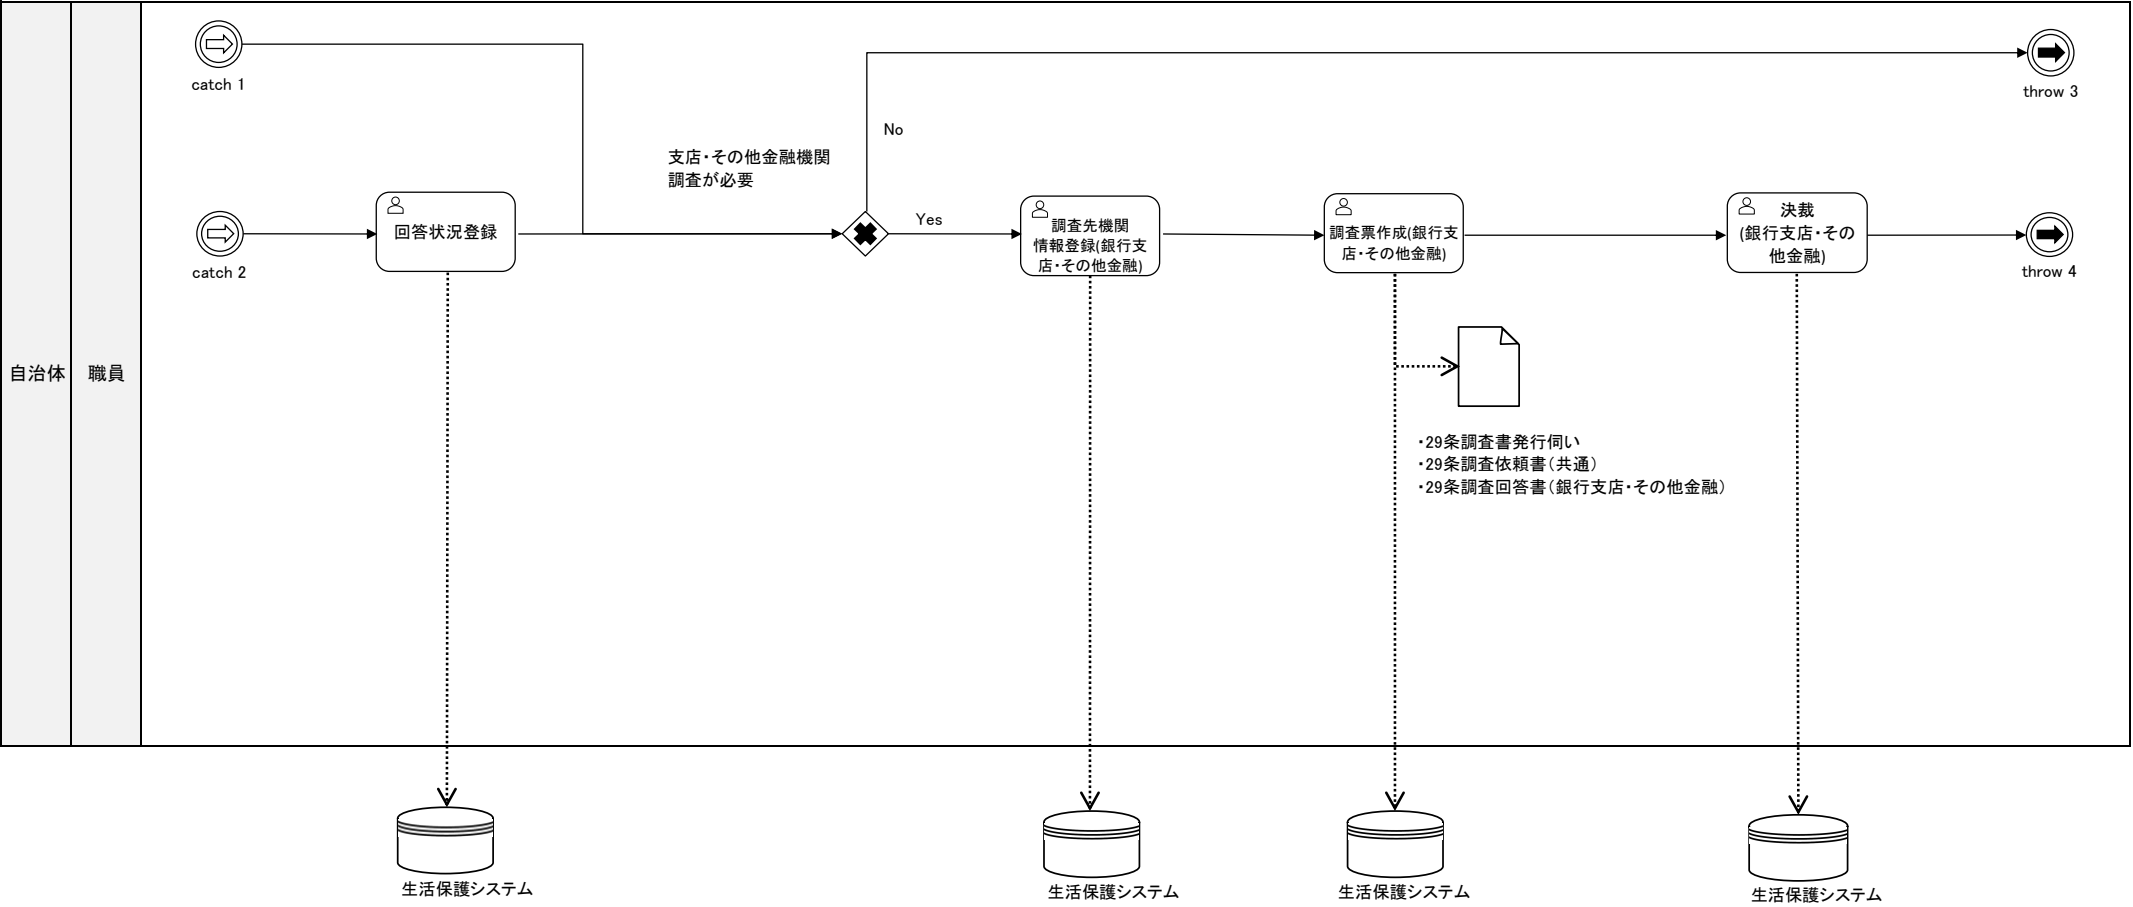 catch 1
throw 3
No
支店・その他金融機関
調査が必要
Yes
catch 2
回答状況登録
調査先機関
情報登録(銀行支
店・その他金融)
調査票作成(銀行支
店・その他金融)
決裁
(銀行支店・その
他金融)
throw 4
自治体
職員
・29条調査書発行伺い
・29条調査依頼書（共通）
・29条調査回答書（銀行支店・その他金融）
生活保護システム
生活保護システム
生活保護システム
生活保護システム